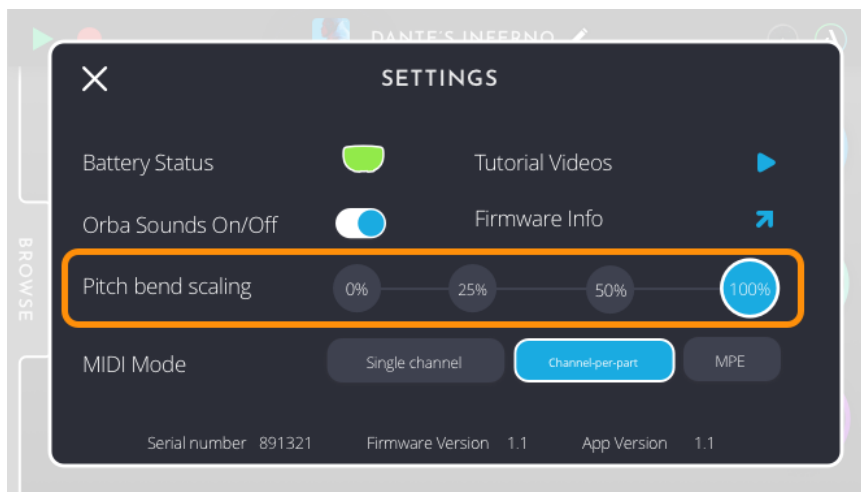 DANTE'S INFERNO
SETTINGS
Battery Status
Tutorial Videos
Orba Sounds On/Off
Firmware Info
BROWSE
Pitch bend scaling 0% 25% 50% 100%
MIDI Mode Single channel Channel-per-part MPE
Serial number 891321 Firmware Version 1.1 App Version 1.1